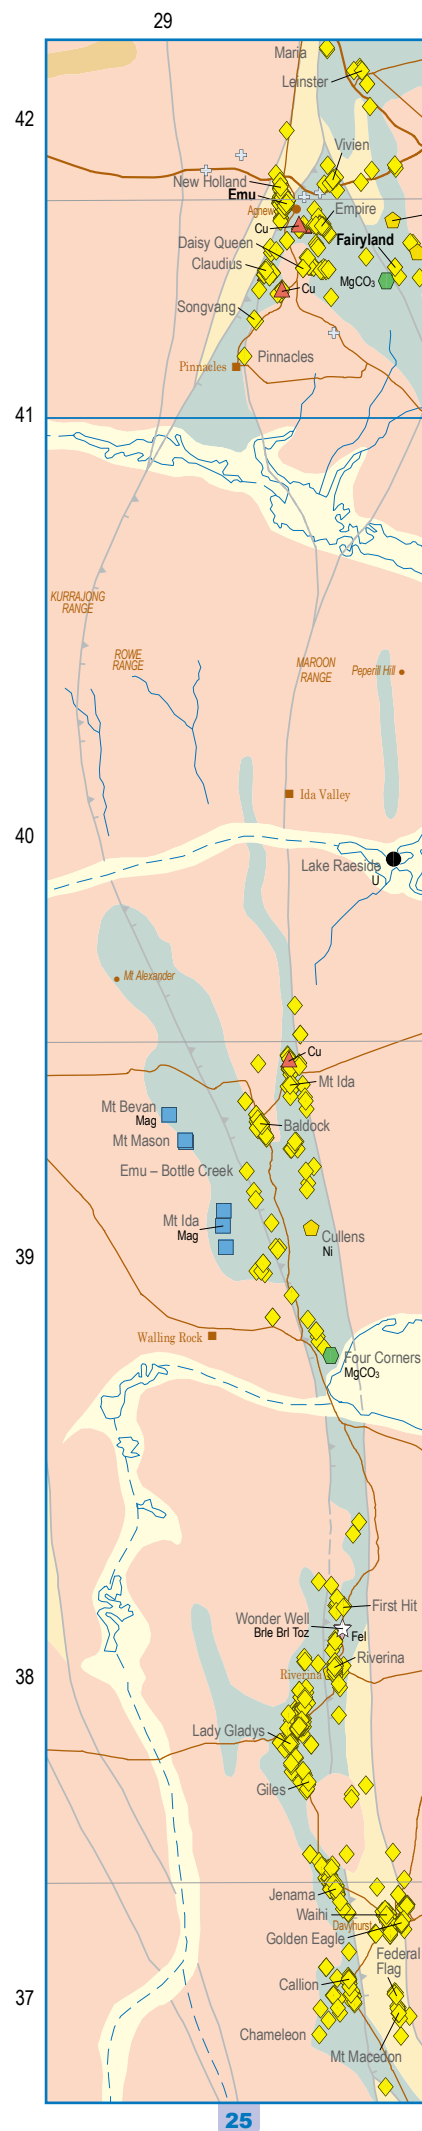 29
Maria
Leinster
42
Vivien
New Holland
Emu
Agnew
Empire
Cu
Daisy Queen
Fairyland
Claudius
MgCO₃
Cu
Songvang
Pinnacles
Pinnacles
41
KURRAJONG
RANGE
ROWE
RANGE
MAROON
RANGE
Peperill Hill
Ida Valley
40
Lake Raeside
U
Mt Alexander
Cu
Mt Ida
Mt Bevan
Mag
Baldock
Mt Mason
Emu – Bottle Creek
Mt Ida
Mag
Cullens
Ni
39
Walling Rock
Four Corners
MgCO₃
First Hit
Wonder Well
Brle Brl Toz
Fel
Riverina
Riverina
38
Lady Gladys
Giles
Jenama
Waihi
Davyhurst
Golden Eagle
Federal
Flag
Callion
37
Chameleon
Mt Macedon
25